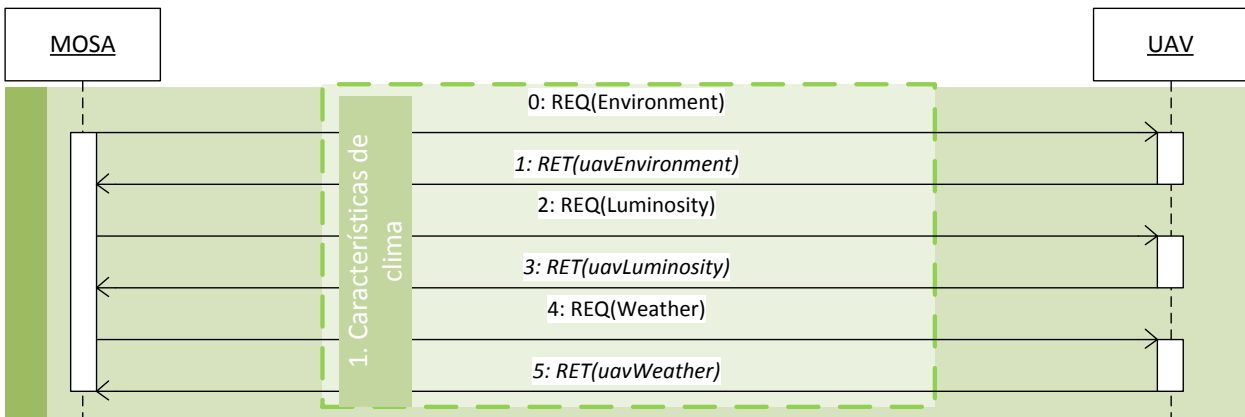 MOSA
UAV
0: REQ(Environment)
1: RET(uavEnvironment)
2: REQ(Luminosity)
3: RET(uavLuminosity)
4: REQ(Weather)
5: RET(uavWeather)
1. Características de
clima